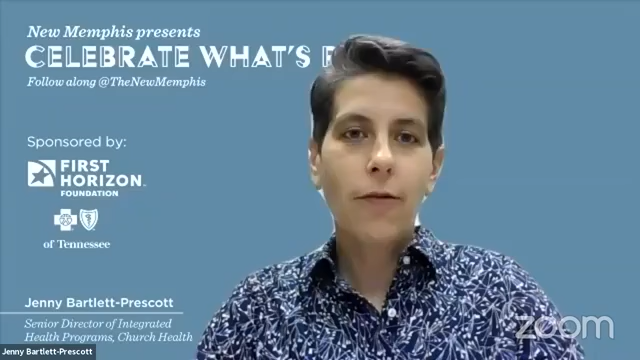 New Memphis presents
CELEBRATE WHAT'S
Follow along @TheNewMemphis
Sponsored by:
FIRST
HORIZON
FOUNDATION
of Tennessee
Jenny Bartlett-Prescott
Senior Director of Integrated
Health Programs, Church Health
Jenny Bartlett-Prescott
zoom